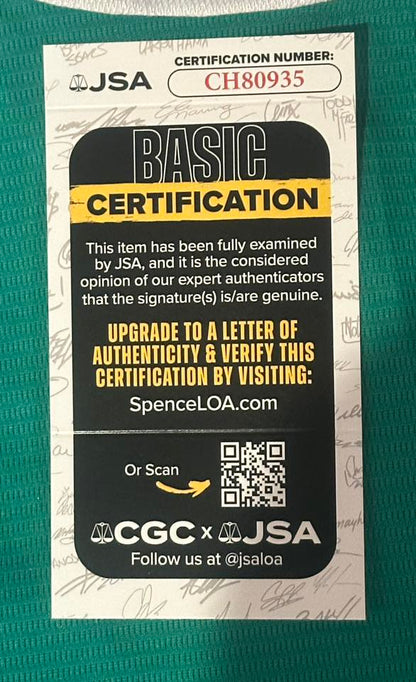 JSA
CERTIFICATION NUMBER:
CH80935
BASIC
CERTIFICATION
This item has been fully examined
by JSA, and it is the considered
opinion of our expert authenticators
that the signature(s) is/are genuine.
UPGRADE TO A LETTER OF
AUTHENTICITY & VERIFY THIS
CERTIFICATION BY VISITING:
SpenceLOA.com
Or Scan
CGC x JSA
Follow us at @jsaloa